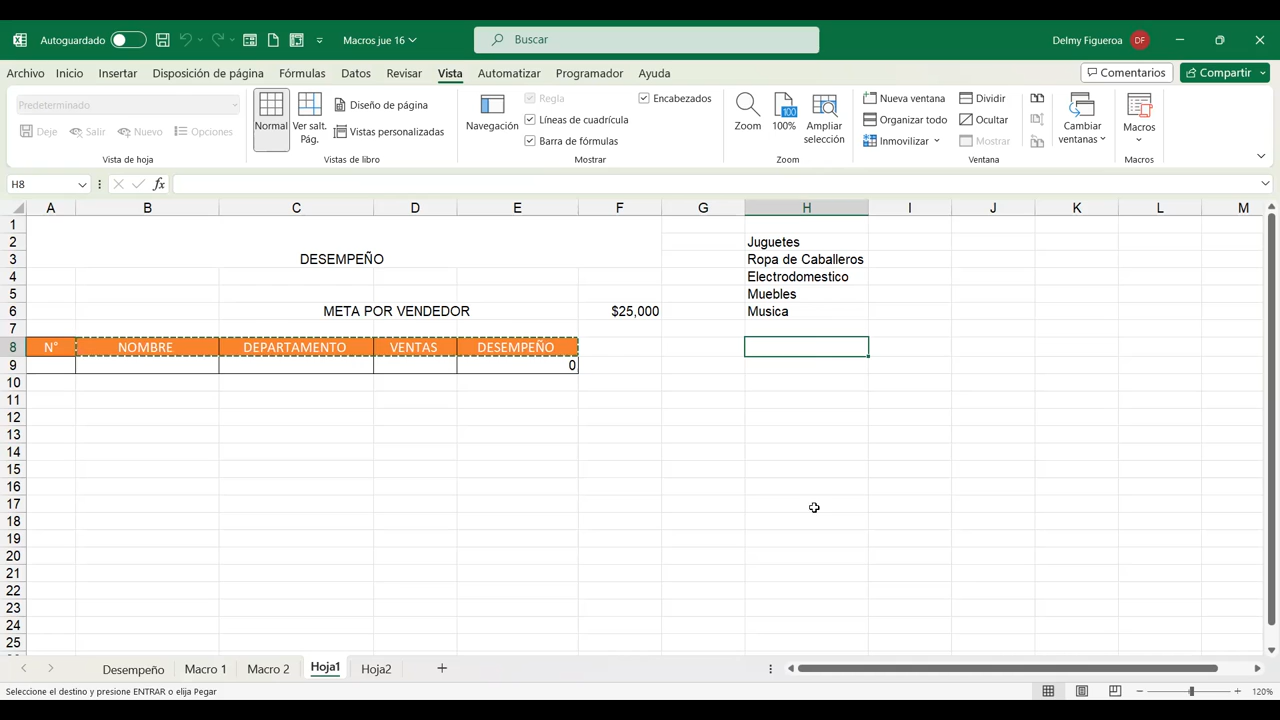 Autoguardado
Macros jue 16
Buscar
Delmy Figueroa
DF
Archivo Inicio Insertar Disposición de página Fórmulas Datos Revisar Vista Automatizar Programador Ayuda
Comentarios
Compartir
Predeterminado
Deje Salir Nuevo Opciones
Vista de hoja
Normal
Ver salt. Pág.
Diseño de página
Vistas personalizadas
Vistas de libro
Navegación
Regla
Líneas de cuadrícula
Barra de fórmulas
Encabezados
Mostrar
Zoom
100
100%
Ampliar selección
Zoom
Nueva ventana
Organizar todo
Inmovilizar
Dividir
Ocultar
Mostrar
Cambiar ventanas
Ventana
Macros
Macros
H8
fx
A B C D E F G H I J K L M
1
2 Juguetes
3 DESEMPEÑO Ropa de Caballeros
4 Electrodomestico
5 Muebles
6 META POR VENDEDOR $25,000 Musica
7
8 N° NOMBRE DEPARTAMENTO VENTAS DESEMPEÑO
9 0
10
11
12
13
14
15
16
17
18
19
20
21
22
23
24
25
Desempeño Macro 1 Macro 2 Hoja1 Hoja2
Seleccione el destino y presione ENTRAR o elija Pegar
120%